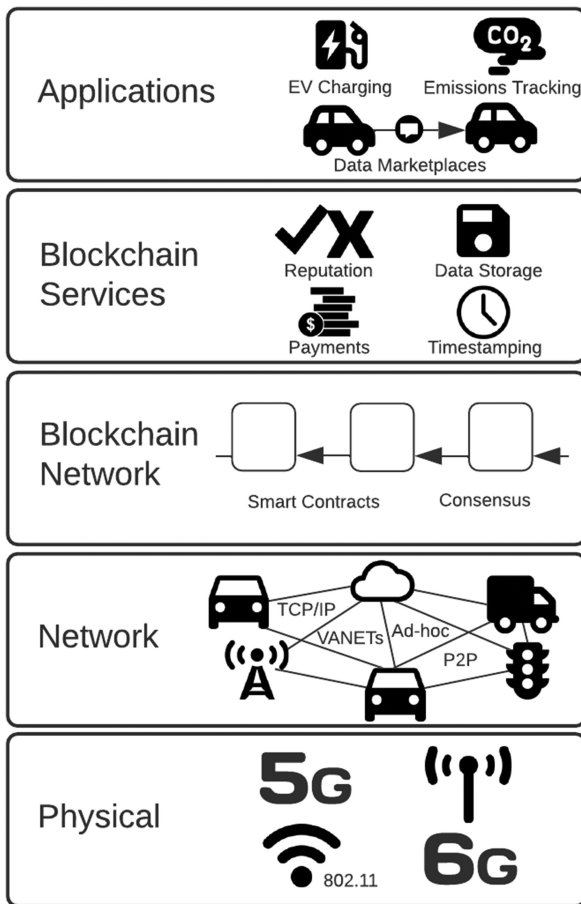 Applications
CO2
EV Charging
Emissions Tracking
Data Marketplaces
Blockchain
Services
Reputation
Data Storage
$
Payments
Timestamping
Blockchain
Network
Smart Contracts
Consensus
Network
TCP/IP
VANETs
Ad-hoc
P2P
Physical
5G
802.11
6G